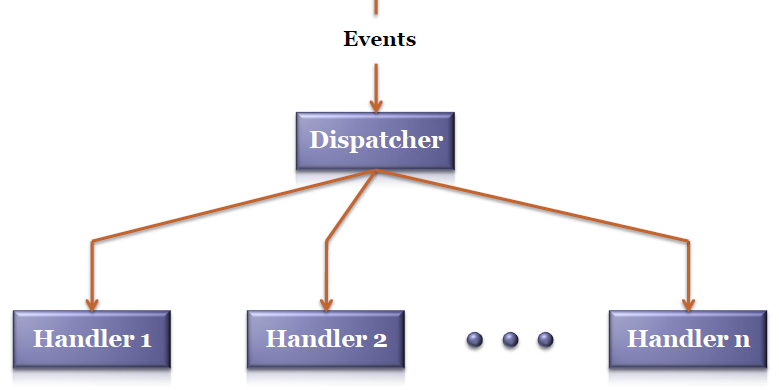 Events
Dispatcher
Handler 1
Handler 2
Handler n